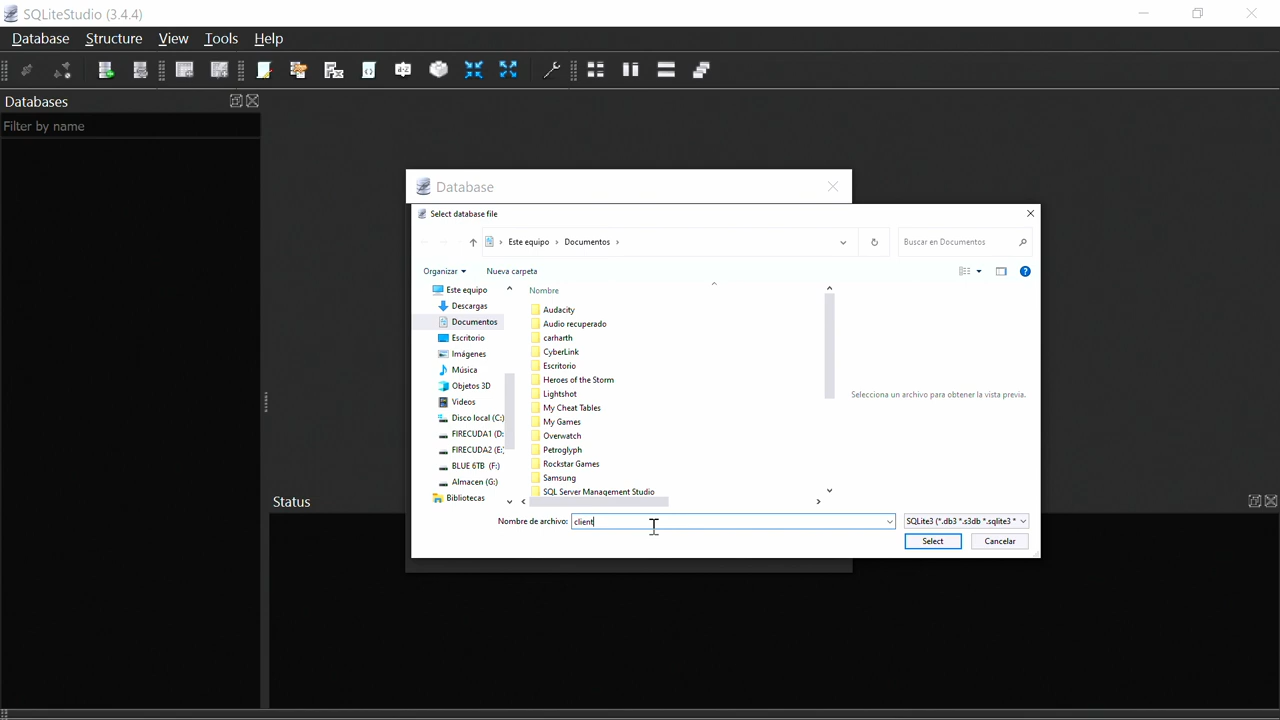 SQLiteStudio (3.4.4)
Database Structure View Tools Help
Databases
Filter by name
Database
Select database file
Este equipo › Documentos ›
Buscar en Documentos
Organizar
Nueva carpeta
Este equipo
Descargas
Documentos
Escritorio
Imágenes
Música
Objetos 3D
Videos
Disco local (C:)
FIRECUDA1 (D:
FIRECUDA2 (E:
BLUE 6TB (F:)
Almacen (G:)
Bibliotecas
Nombre
Audacity
Audio recuperado
carharth
CyberLink
Escritorio
Heroes of the Storm
Lightshot
My Cheat Tables
My Games
Overwatch
Petroglyph
Rockstar Games
Samsung
SQL Server Management Studio
Selecciona un archivo para obtener la vista previa.
Nombre de archivo: client
SQLite3 (*.db3 *.s3db *.sqlite3 *
Select
Cancelar
Status